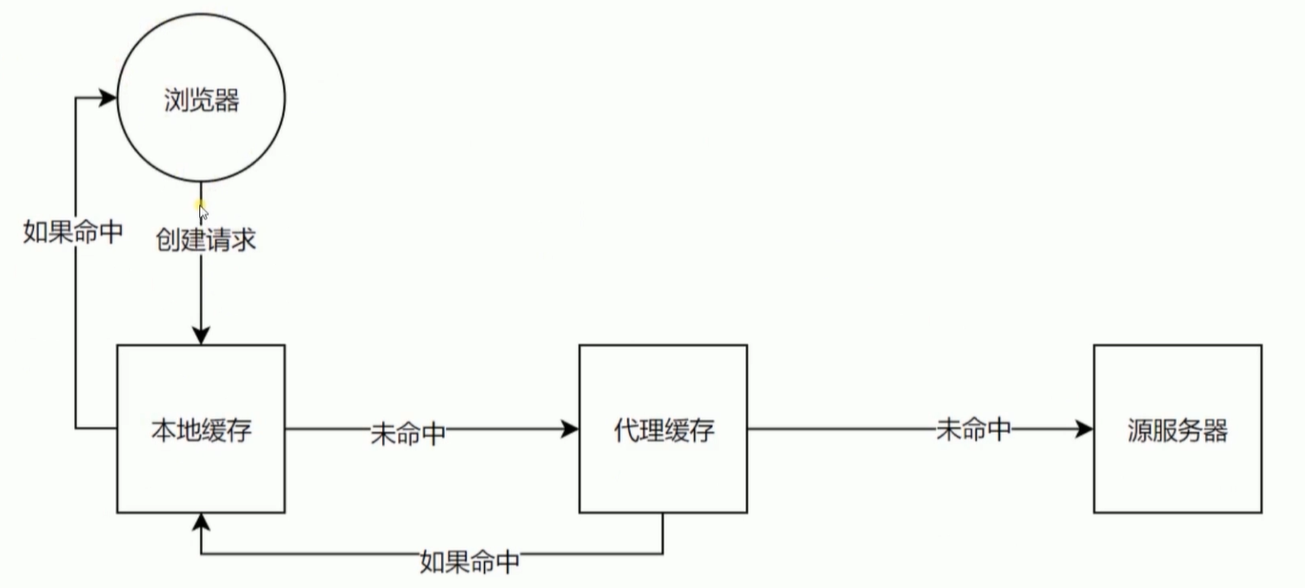 浏览器
如果命中
创建请求
本地缓存
未命中
代理缓存
未命中
源服务器
如果命中